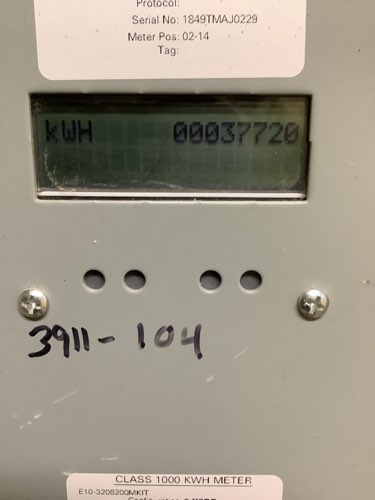 Protocol:
Serial No: 1849TMAJ0229
Meter Pos: 02-14
Tag:
kWH 00037720
3911-104
CLASS 1000 KWH METER
E10-3208200MKIT